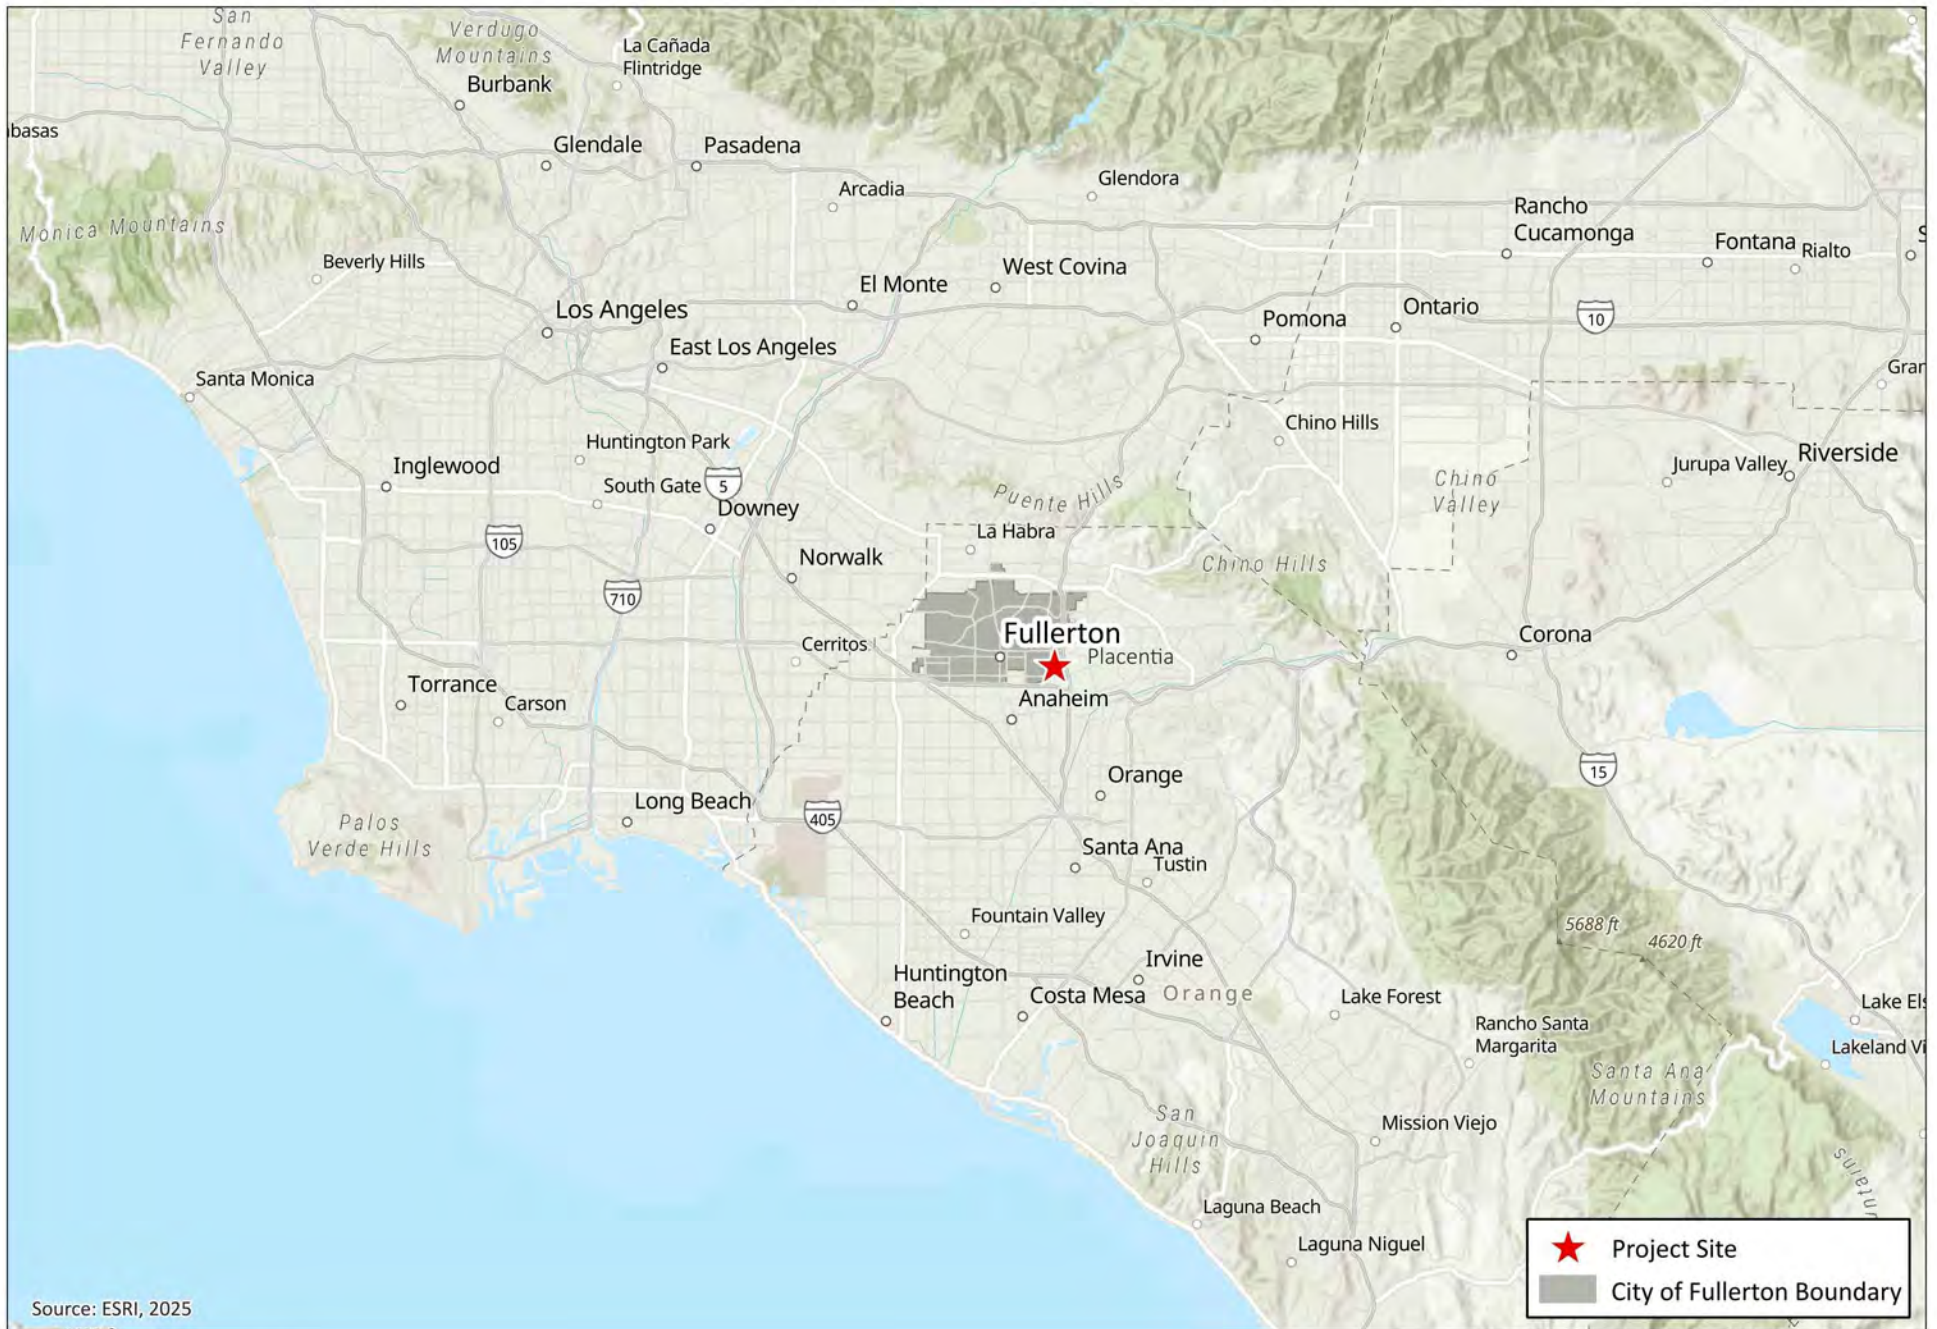 San
Fernando
Valley
Verdugo
Mountains
La Cañada
Flintridge
Burbank
Glendale
Pasadena
Arcadia
Glendora
Monica Mountains
Beverly Hills
Rancho
Cucamonga
Fontana
Rialto
El Monte
West Covina
Los Angeles
Pomona
Ontario
10
East Los Angeles
Santa Monica
Chino Hills
Huntington Park
Inglewood
South Gate
5
Downey
Puente Hills
Chino
Valley
Jurupa Valley
Riverside
105
La Habra
Norwalk
Chino Hills
710
Fullerton
Placentia
Cerritos
Corona
Torrance
Carson
Anaheim
Orange
15
Long Beach
405
Palos
Verde Hills
Santa Ana
Tustin
Fountain Valley
5688 ft
4620 ft
Huntington
Beach
Irvine
Costa Mesa
Orange
Lake Forest
Rancho Santa
Margarita
Lake Els
Lakeland Vi
Santa Ana
Mountains
San
Joaquin
Hills
Mission Viejo
Laguna Beach
Laguna Niguel
Project Site
City of Fullerton Boundary
Source: ESRI, 2025